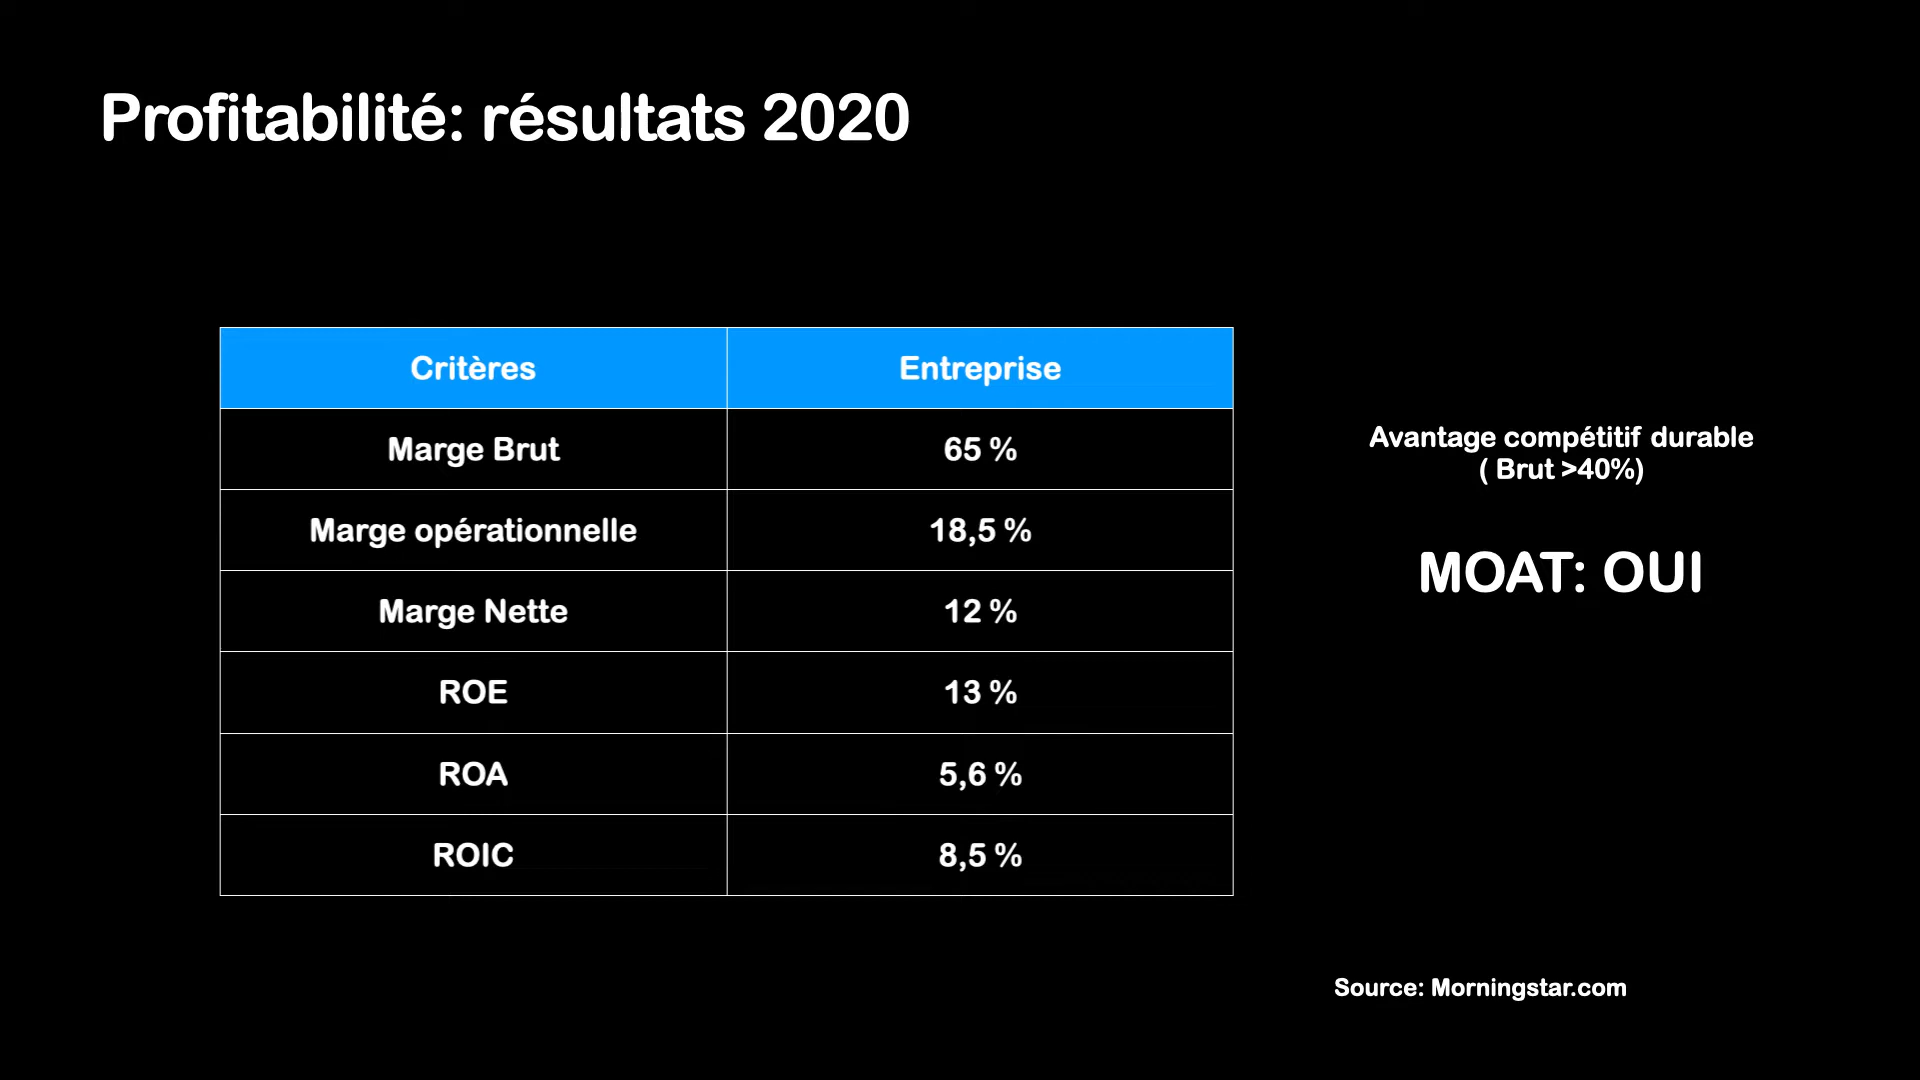 Profitabilité: résultats 2020
Critères Entreprise
Marge Brut 65 %
Marge opérationnelle 18,5 %
Marge Nette 12 %
ROE 13 %
ROA 5,6 %
ROIC 8,5 %
Avantage compétitif durable
( Brut >40%)
MOAT: OUI
Source: Morningstar.com